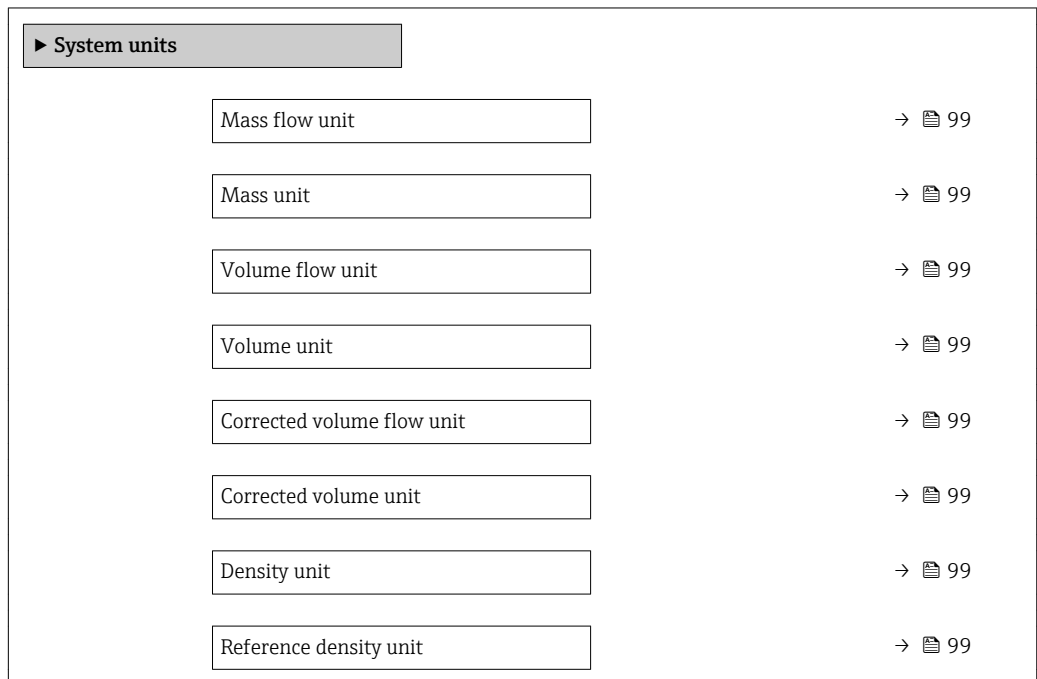 ▶ System units
Mass flow unit → 🖹 99
Mass unit → 🖹 99
Volume flow unit → 🖹 99
Volume unit → 🖹 99
Corrected volume flow unit → 🖹 99
Corrected volume unit → 🖹 99
Density unit → 🖹 99
Reference density unit → 🖹 99